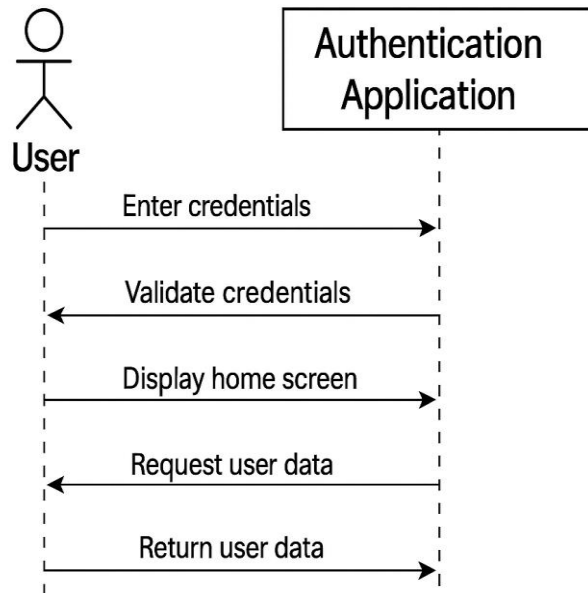 Authentication
Application
User
Enter credentials
Validate credentials
Display home screen
Request user data
Return user data